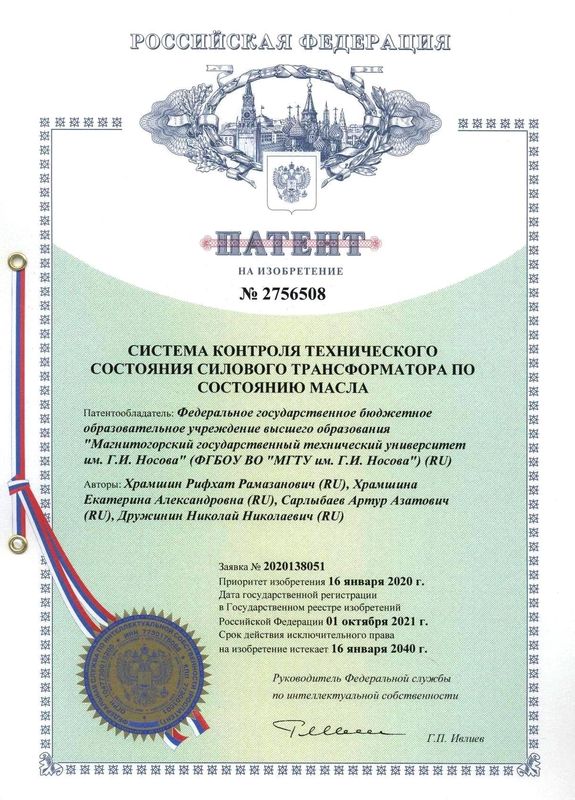 РОССИЙСКАЯ ФЕДЕРАЦИЯ
ПАТЕНТ
НА ИЗОБРЕТЕНИЕ
№ 2756508
СИСТЕМА КОНТРОЛЯ ТЕХНИЧЕСКОГО
СОСТОЯНИЯ СИЛОВОГО ТРАНСФОРМАТОРА ПО
СОСТОЯНИЮ МАСЛА
Патентообладатель: Федеральное государственное бюджетное
образовательное учреждение высшего образования
"Магнитогорский государственный технический университет
им. Г.И. Носова" (ФГБОУ ВО "МГТУ им. Г.И. Носова") (RU)
Авторы: Храмшин Рифхат Рамазанович (RU), Храмшина
Екатерина Александровна (RU), Сарлыбаев Артур Азатович
(RU), Дружинин Николай Николаевич (RU)
Заявка № 2020138051
Приоритет изобретения 16 января 2020 г.
Дата государственной регистрации
в Государственном реестре изобретений
Российской Федерации 01 октября 2021 г.
Срок действия исключительного права
на изобретение истекает 16 января 2040 г.
Руководитель Федеральной службы
по интеллектуальной собственности
Г.П. Ивлиев